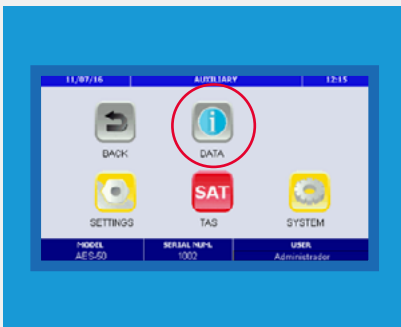 11/07/16 AUXILIARY 12:15
BACK DATA
SAT
SETTINGS TAS SYSTEM
MODEL SERIAL NUM. USER
AES-50 1002 Administrador